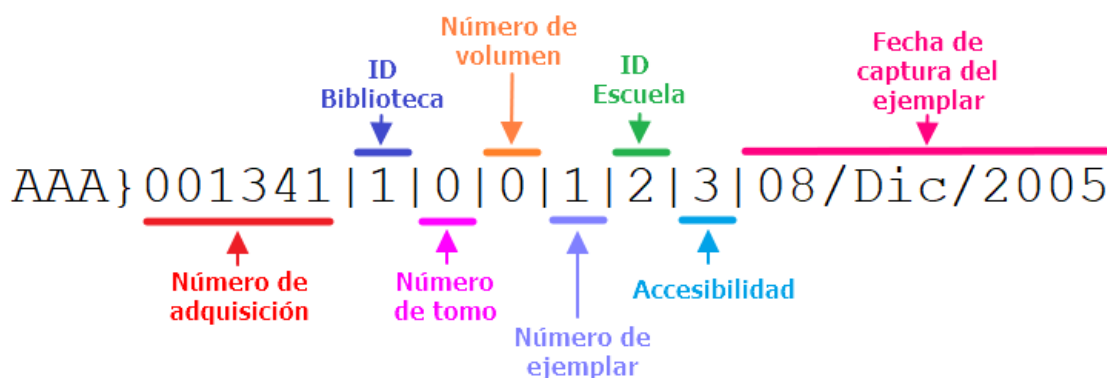 Número de
volumen
ID
Biblioteca
ID
Escuela
Fecha de
captura del
ejemplar
AAA}001341|1|0|0|1|2|3|08/Dic/2005
Número de
adquisición
Número
de tomo
Accesibilidad
Número de
ejemplar